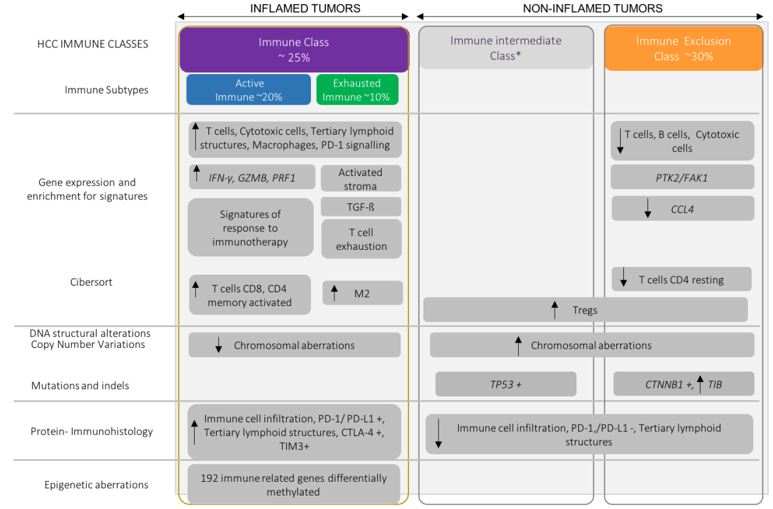 INFLAMED TUMORS
NON-INFLAMED TUMORS
HCC IMMUNE CLASSES
Immune Class
~ 25%
Immune intermediate
Class*
Immune Exclusion
Class ~30%
Immune Subtypes
Active
Immune ~20%
Exhausted
Immune ~10%
Gene expression and
enrichment for signatures
T cells, Cytotoxic cells, Tertiary lymphoid
structures, Macrophages, PD-1 signalling
T cells, B cells, Cytotoxic
cells
IFN-γ, GZMB, PRF1
Activated
stroma
PTK2/FAK1
Signatures of
response to
immunotherapy
TGF-ß
T cell
exhaustion
CCL4
Cibersort
T cells CD8, CD4
memory activated
M2
T cells CD4 resting
Tregs
DNA structural alterations
Copy Number Variations
Chromosomal aberrations
Chromosomal aberrations
Mutations and indels
TP53 +
CTNNB1 +, TIB
Protein- Immunohistology
Immune cell infiltration, PD-1/ PD-L1 +,
Tertiary lymphoid structures, CTLA-4 +,
TIM3+
Immune cell infiltration, PD-1,/PD-L1 -, Tertiary lymphoid
structures
Epigenetic aberrations
192 immune related genes differentially
methylated